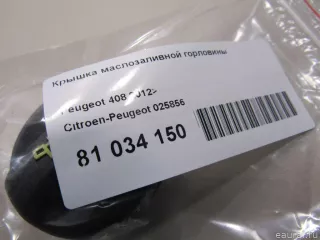 Крышка маслозаливной горловины
Peugeot 408 2012>
Citroen-Peugeot 025856
81 034 150